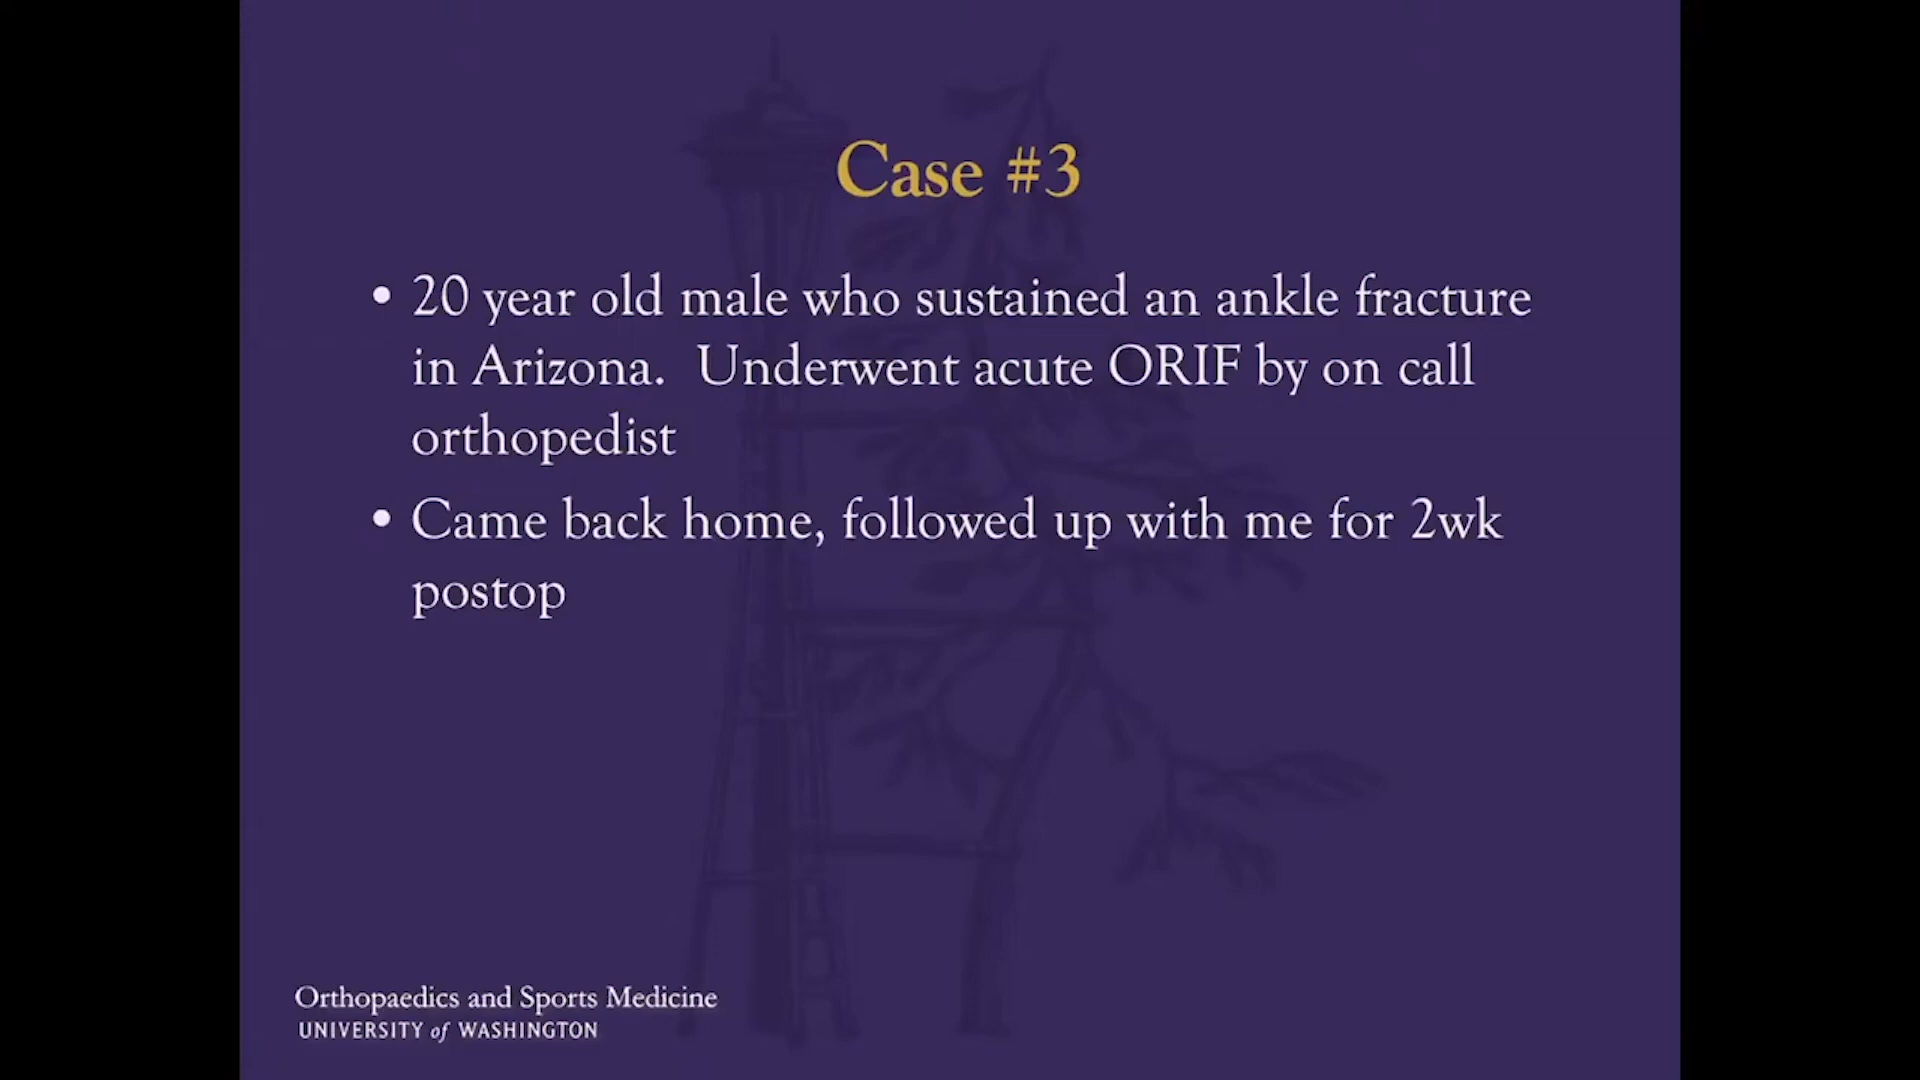 Case #3
• 20 year old male who sustained an ankle fracture
in Arizona.  Underwent acute ORIF by on call
orthopedist
• Came back home, followed up with me for 2wk
postop
Orthopaedics and Sports Medicine
UNIVERSITY of WASHINGTON